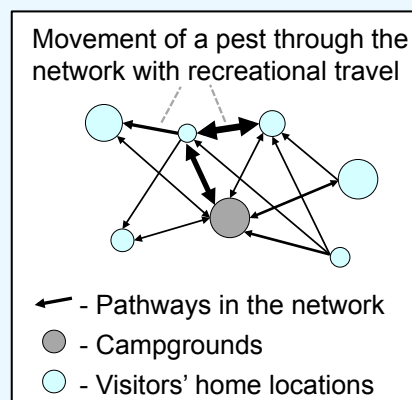 Movement of a pest through the
network with recreational travel
- Pathways in the network
- Campgrounds
- Visitors' home locations